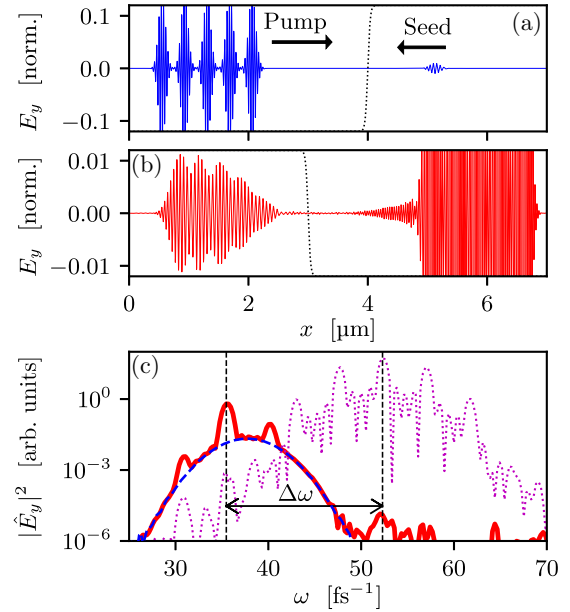 Pump
Seed
(a)
E_y [norm.]
0.1
0.0
−0.1
(b)
E_y [norm.]
0.01
0.00
−0.01
0 2 4 6
x [µm]
(c)
|Ê_y|² [arb. units]
10⁰
10⁻³
10⁻⁶
Δω
30 40 50 60 70
ω [fs⁻¹]